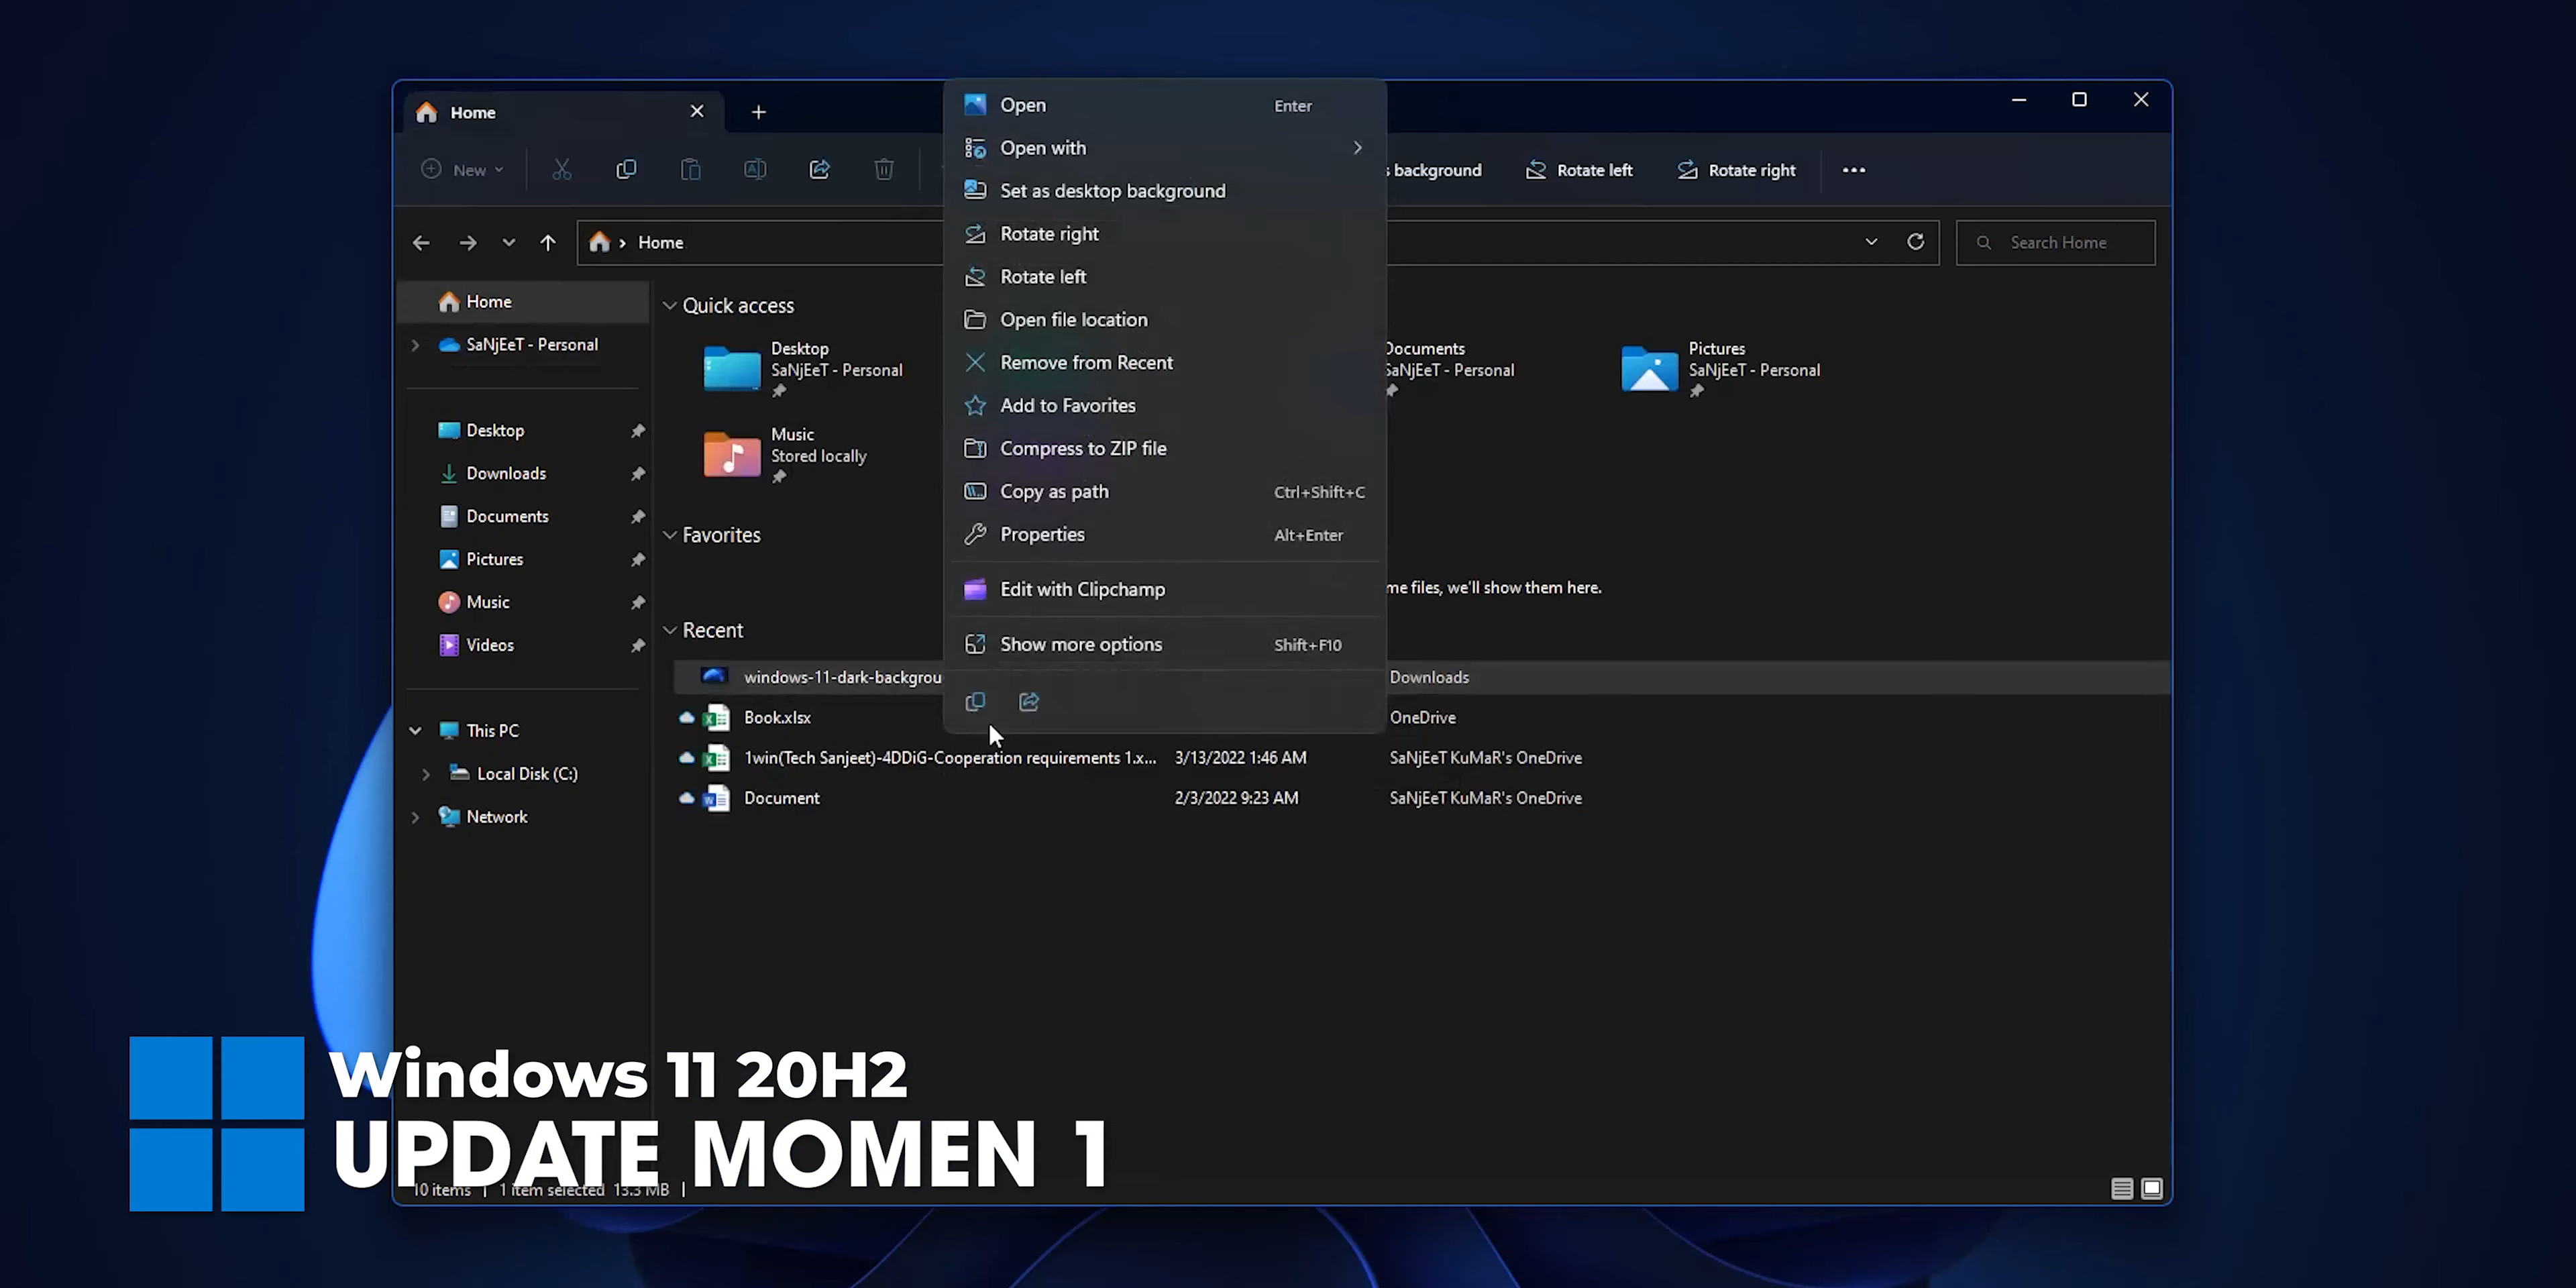 Home
New
s background
Rotate left
Rotate right
Home
Search Home
Open Enter
Open with
Set as desktop background
Rotate right
Rotate left
Open file location
Remove from Recent
Add to Favorites
Compress to ZIP file
Copy as path Ctrl+Shift+C
Properties Alt+Enter
Edit with Clipchamp
Show more options Shift+F10
Home
SaNjEeT - Personal
Desktop
Downloads
Documents
Pictures
Music
Videos
This PC
Local Disk (C:)
Network
Quick access
Desktop
SaNjEeT - Personal
Documents
SaNjEeT - Personal
Pictures
SaNjEeT - Personal
Music
Stored locally
Favorites
me files, we'll show them here.
Recent
windows-11-dark-backgrou Downloads
Book.xlsx OneDrive
1win(Tech Sanjeet)-4DDiG-Cooperation requirements 1.x... 3/13/2022 1:46 AM SaNjEeT KuMaR's OneDrive
Document 2/3/2022 9:23 AM SaNjEeT KuMaR's OneDrive
Windows 11 20H2
UPDATE MOMEN 1
10 items 1 item selected 13.3 MB